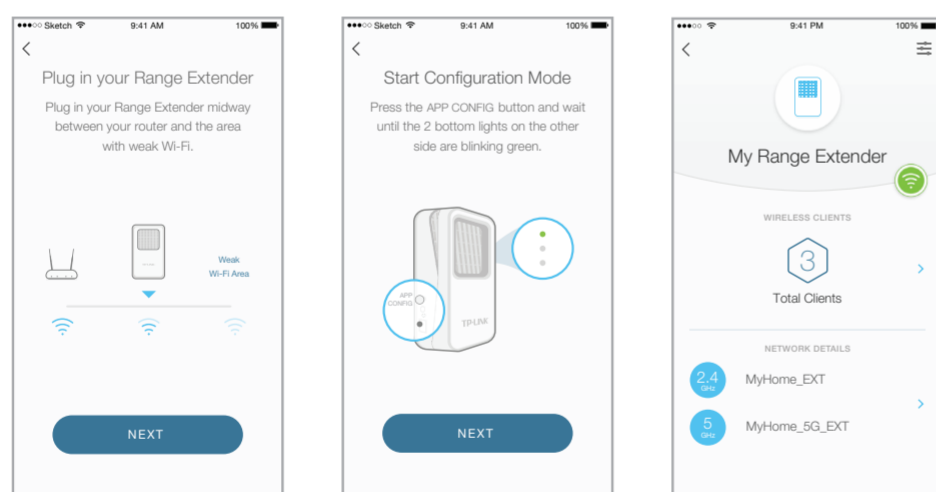 Sketch 9:41 AM 100%
Plug in your Range Extender
Plug in your Range Extender midway
between your router and the area
with weak Wi-Fi.
Weak
Wi-Fi Area
NEXT
Sketch 9:41 AM 100%
Start Configuration Mode
Press the APP CONFIG button and wait
until the 2 bottom lights on the other
side are blinking green.
APP
CONFIG
TP-LINK
NEXT
9:41 PM 100%
My Range Extender
WIRELESS CLIENTS
3
Total Clients
NETWORK DETAILS
2.4
GHz
MyHome_EXT
5
GHz
MyHome_5G_EXT